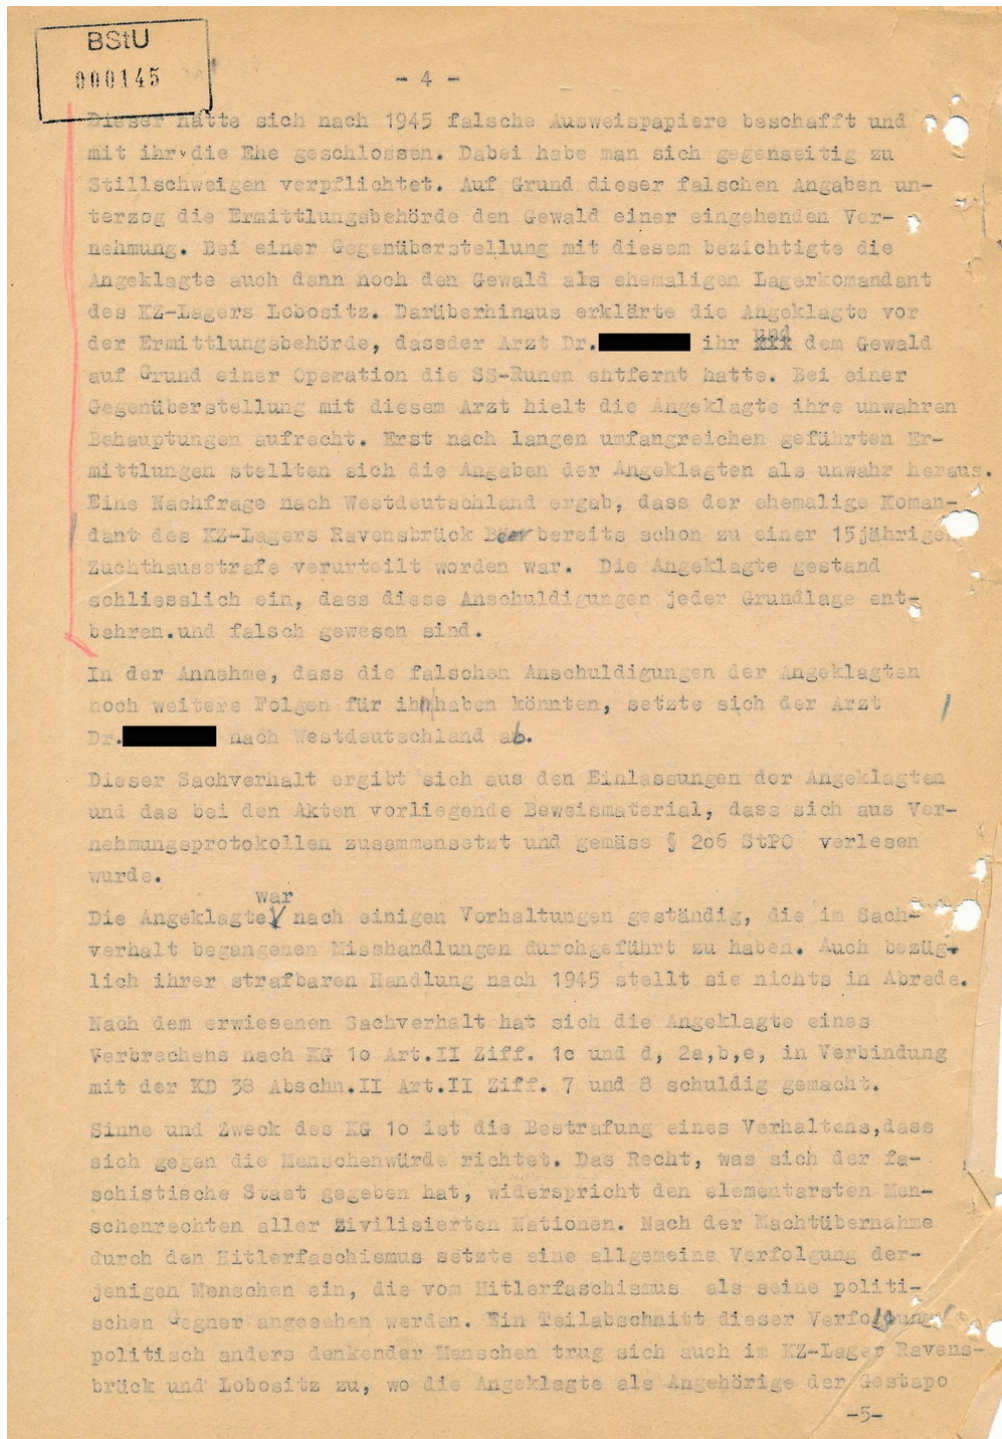 BStU
000145
- 4 -
Dieser hätte sich nach 1945 falsche Ausweispapiere beschafft und
mit ihr die Ehe geschlossen. Dabei habe man sich gegenseitig zu
Stillschweigen verpflichtet. Auf Grund dieser falschen Angaben un-
terzog die Ermittlungsbehörde den Gewald einer eingehenden Ver-
nehmung. Bei einer Gegenüberstellung mit diesem bezichtigte die
Angeklagte auch dann noch den Gewald als ehemaligen Lagerkomandant
des KZ-Lagers Lobositz. Darüberhinaus erklärte die Angeklagte vor
der Ermittlungsbehörde, dassder Arzt Dr. ihr und dem Gewald
auf Grund einer Operation die SS-Runen entfernt hatte. Bei einer
Gegenüberstellung mit diesem Arzt hielt die Angeklagte ihre unwahren
Behauptungen aufrecht. Erst nach langen umfangreichen geführten Er-
mittlungen stellten sich die Angaben der Angeklagten als unwahr heraus.
Eine Nachfrage nach Westdeutschland ergab, dass der ehemalige Koman-
dant des KZ-Lagers Ravensbrück bereits schon zu einer 15jährigen
Zuchthausstrafe verurteilt worden war. Die Angeklagte gestand
schliesslich ein, dass diese Anschuldigungen jeder Grundlage ent-
behren.und falsch gewesen sind.
In der Annahme, dass die falschen Anschuldigungen der Angeklagten
noch weitere Folgen für ihn haben könnten, setzte sich der Arzt
Dr. nach Westdeutschland ab.
Dieser Sachverhalt ergibt sich aus den Einlassungen der Angeklagten
und das bei den Akten vorliegende Beweismaterial, dass sich aus Ver-
nehmungsprotokollen zusammensetzt und gemäss § 2o6 StPO verlesen
wurde.
Die Angeklagte war nach einigen Vorhaltungen geständig, die im Sach-
verhalt begangenen Misshandlungen durchgeführt zu haben. Auch bezüg-
lich ihrer strafbaren Handlung nach 1945 stellt sie nichts in Abrede.
Nach dem erwiesenen Sachverhalt hat sich die Angeklagte eines
Verbrechens nach KG 1o Art.II Ziff. 1c und d, 2a,b,e, in Verbindung
mit der KD 38 Abschn.II Art.II Ziff. 7 und 8 schuldig gemacht.
Sinne und Zweck des KG 1o ist die Bestrafung eines Verhaltens,dass
sich gegen die Menschenwürde richtet. Das Recht, was sich der fa-
schistische Staat gegeben hat, widerspricht den elementarsten Men-
schenrechten aller zivilisierten Nationen. Nach der Machtübernahme
durch den Hitlerfaschismus setzte eine allgemeine Verfolgung der-
jenigen Menschen ein, die vom Hitlerfaschismus als seine politi-
schen Gegner angesehen werden. Ein Teilabschnitt dieser Verfolgung
politisch anders denkender Menschen trug sich auch im KZ-Lager Ravens-
brück und Lobositz zu, wo die Angeklagte als Angehörige der Gestapo
-5-